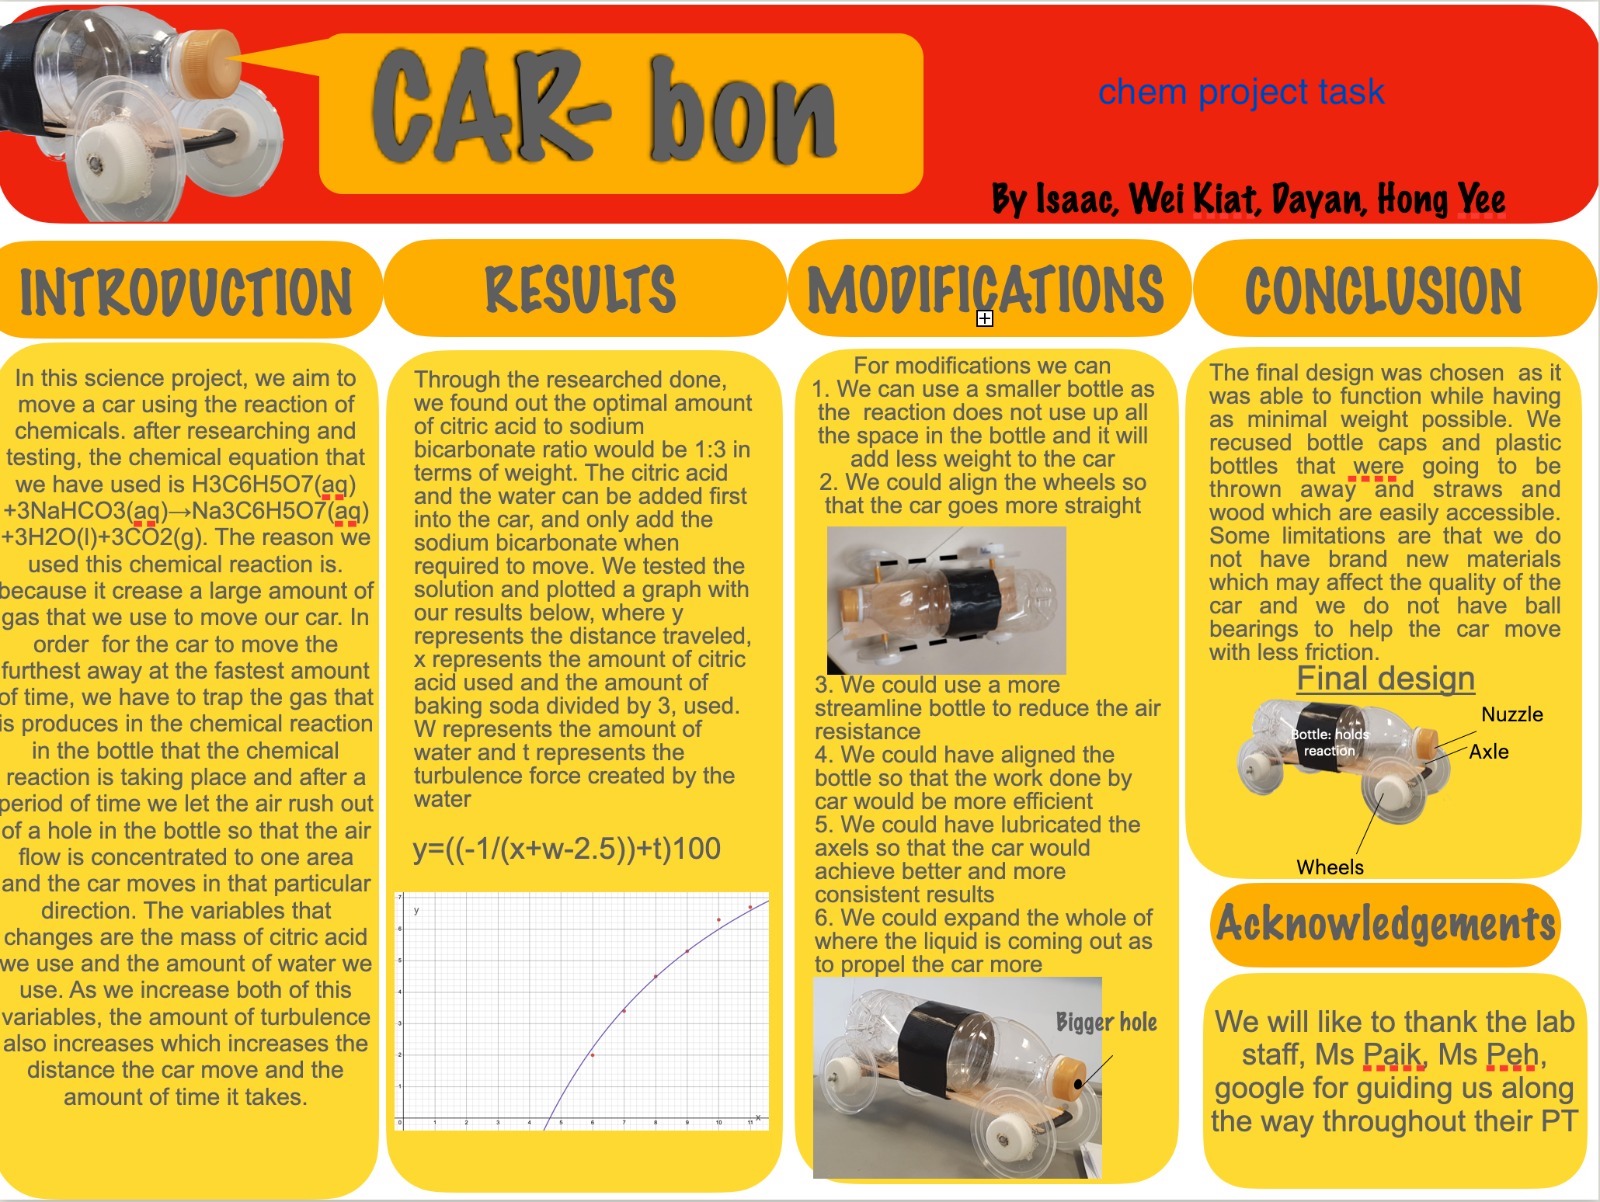 CAR- bon
chem project task
By Isaac, Wei Kiat, Dayan, Hong Yee
INTRODUCTION
In this science project, we aim to
move a car using the reaction of
chemicals. after researching and
testing, the chemical equation that
we have used is H3C6H5O7(aq)
+3NaHCO3(aq)→Na3C6H5O7(aq)
+3H2O(l)+3CO2(g). The reason we
used this chemical reaction is.
because it crease a large amount of
gas that we use to move our car. In
order  for the car to move the
furthest away at the fastest amount
of time, we have to trap the gas that
is produces in the chemical reaction
in the bottle that the chemical
reaction is taking place and after a
period of time we let the air rush out
of a hole in the bottle so that the air
flow is concentrated to one area
and the car moves in that particular
direction. The variables that
changes are the mass of citric acid
we use and the amount of water we
use. As we increase both of this
variables, the amount of turbulence
also increases which increases the
distance the car move and the
amount of time it takes.
RESULTS
Through the researched done,
we found out the optimal amount
of citric acid to sodium
bicarbonate ratio would be 1:3 in
terms of weight. The citric acid
and the water can be added first
into the car, and only add the
sodium bicarbonate when
required to move. We tested the
solution and plotted a graph with
our results below, where y
represents the distance traveled,
x represents the amount of citric
acid used and the amount of
baking soda divided by 3, used.
W represents the amount of
water and t represents the
turbulence force created by the
water
y=((-1/(x+w-2.5))+t)100
y
7
6
5
4
3
2
1
0 1 2 3 4 5 6 7 8 9 10 11
x
MODIFICATIONS
For modifications we can
1. We can use a smaller bottle as
the  reaction does not use up all
the space in the bottle and it will
add less weight to the car
2. We could align the wheels so
that the car goes more straight
3. We could use a more
streamline bottle to reduce the air
resistance
4. We could have aligned the
bottle so that the work done by
car would be more efficient
5. We could have lubricated the
axels so that the car would
achieve better and more
consistent results
6. We could expand the whole of
where the liquid is coming out as
to propel the car more
Bigger hole
CONCLUSION
The final design was chosen  as it
was able to function while having
as minimal weight possible. We
recused bottle caps and plastic
bottles that were going to be
thrown away and straws and
wood which are easily accessible.
Some limitations are that we do
not have brand new materials
which may affect the quality of the
car and we do not have ball
bearings to help the car move
with less friction.
Final design
Nuzzle
Bottle: holds
reaction
Axle
Wheels
Acknowledgements
We will like to thank the lab
staff, Ms Paik, Ms Peh,
google for guiding us along
the way throughout their PT